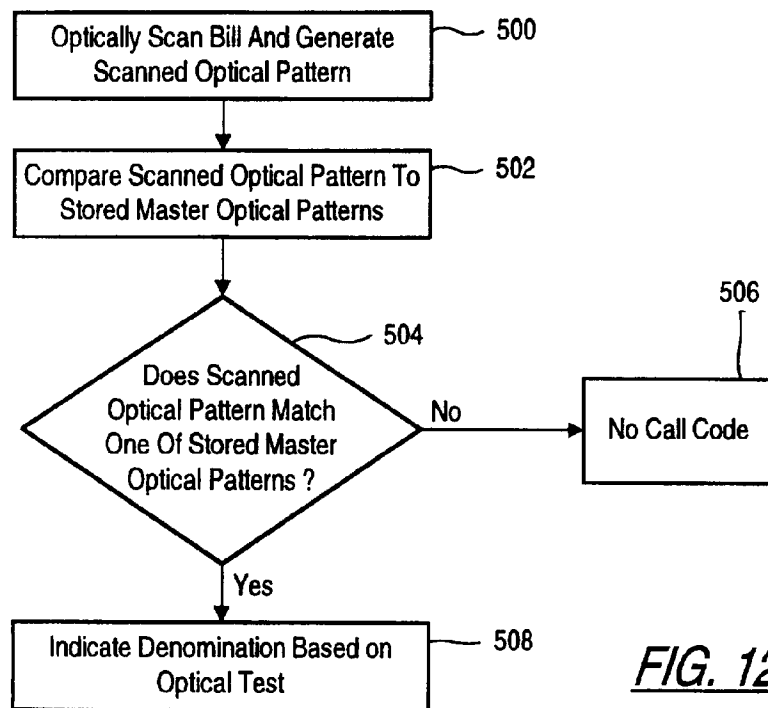 Optically Scan Bill And Generate
Scanned Optical Pattern
500
Compare Scanned Optical Pattern To
Stored Master Optical Patterns
502
504
Does Scanned
Optical Pattern Match
One Of Stored Master
Optical Patterns ?
No
506
No Call Code
Yes
Indicate Denomination Based on
Optical Test
508
FIG. 12